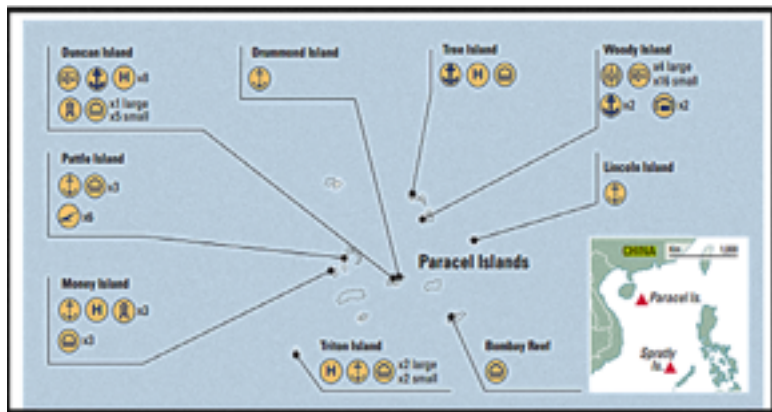 Duncan Island
H x8
x1 large
x5 small
Drummond Island
Tree Island
H
Woody Island
x4 large
x16 small
x2
x2
Pattle Island
x3
x6
Lincoln Island
CHINA
1,000
Paracel Islands
Paracel Is.
Money Island
H x3
x3
Triton Island
H
x2 large
x2 small
Bombay Reef
Spratly
Is.